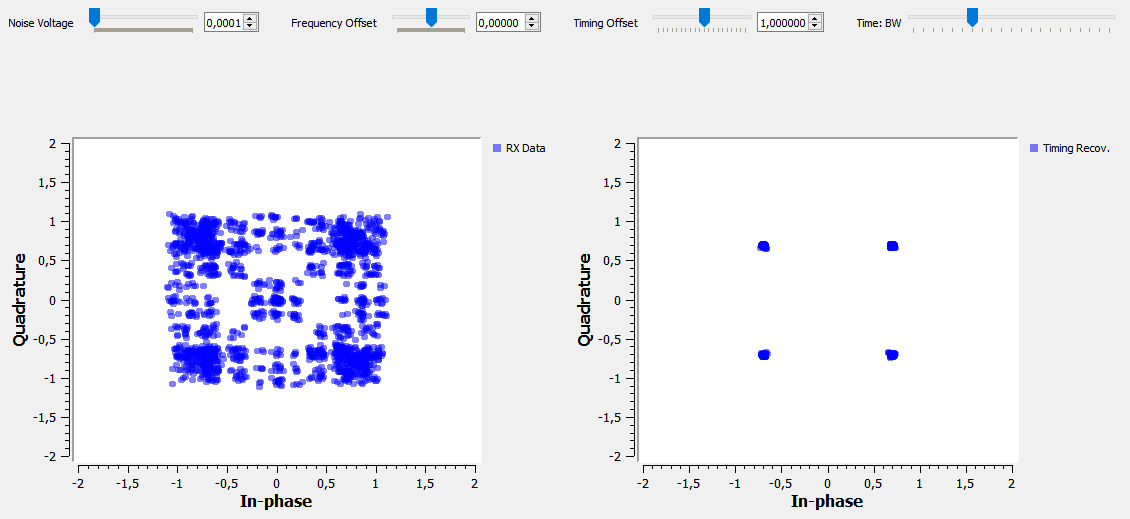 Noise Voltage 0,0001 Frequency Offset 0,00000 Timing Offset 1,000000 Time: BW
RX Data
2
1,5
1
0,5
0
-0,5
-1
-1,5
-2
Quadrature
-2 -1,5 -1 -0,5 0 0,5 1 1,5 2
In-phase
Timing Recov.
2
1,5
1
0,5
0
-0,5
-1
-1,5
-2
Quadrature
-2 -1,5 -1 -0,5 0 0,5 1 1,5 2
In-phase